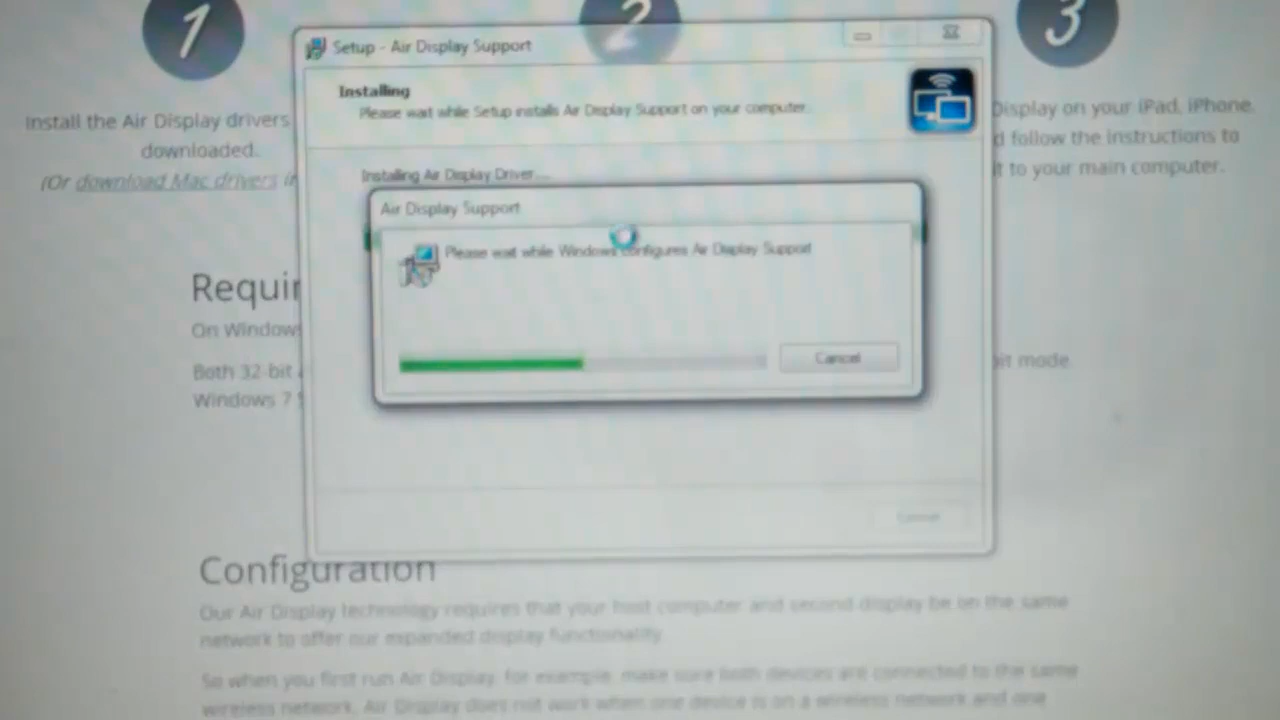 1
2
3
Setup - Air Display Support
Installing
Please wait while Setup installs Air Display Support on your computer.
Install the Air Display drivers
downloaded.
(Or download Mac drivers
Display on your iPad, iPhone
follow the instructions to
it to your main computer.
Installing Air Display Driver...
Air Display Support
Please wait while Windows configures Air Display Support
Cancel
Requir
On Windows
Both 32-bit
bit mode
Windows 7
Cancel
Configuration
Our Air Display technology requires that your host computer and second display be on the same
network to offer our expanded display functionality.
So when you first run Air Display, for example, make sure both devices are connected to the same
wireless network. Air Display does not work when one device is on a wireless network and one